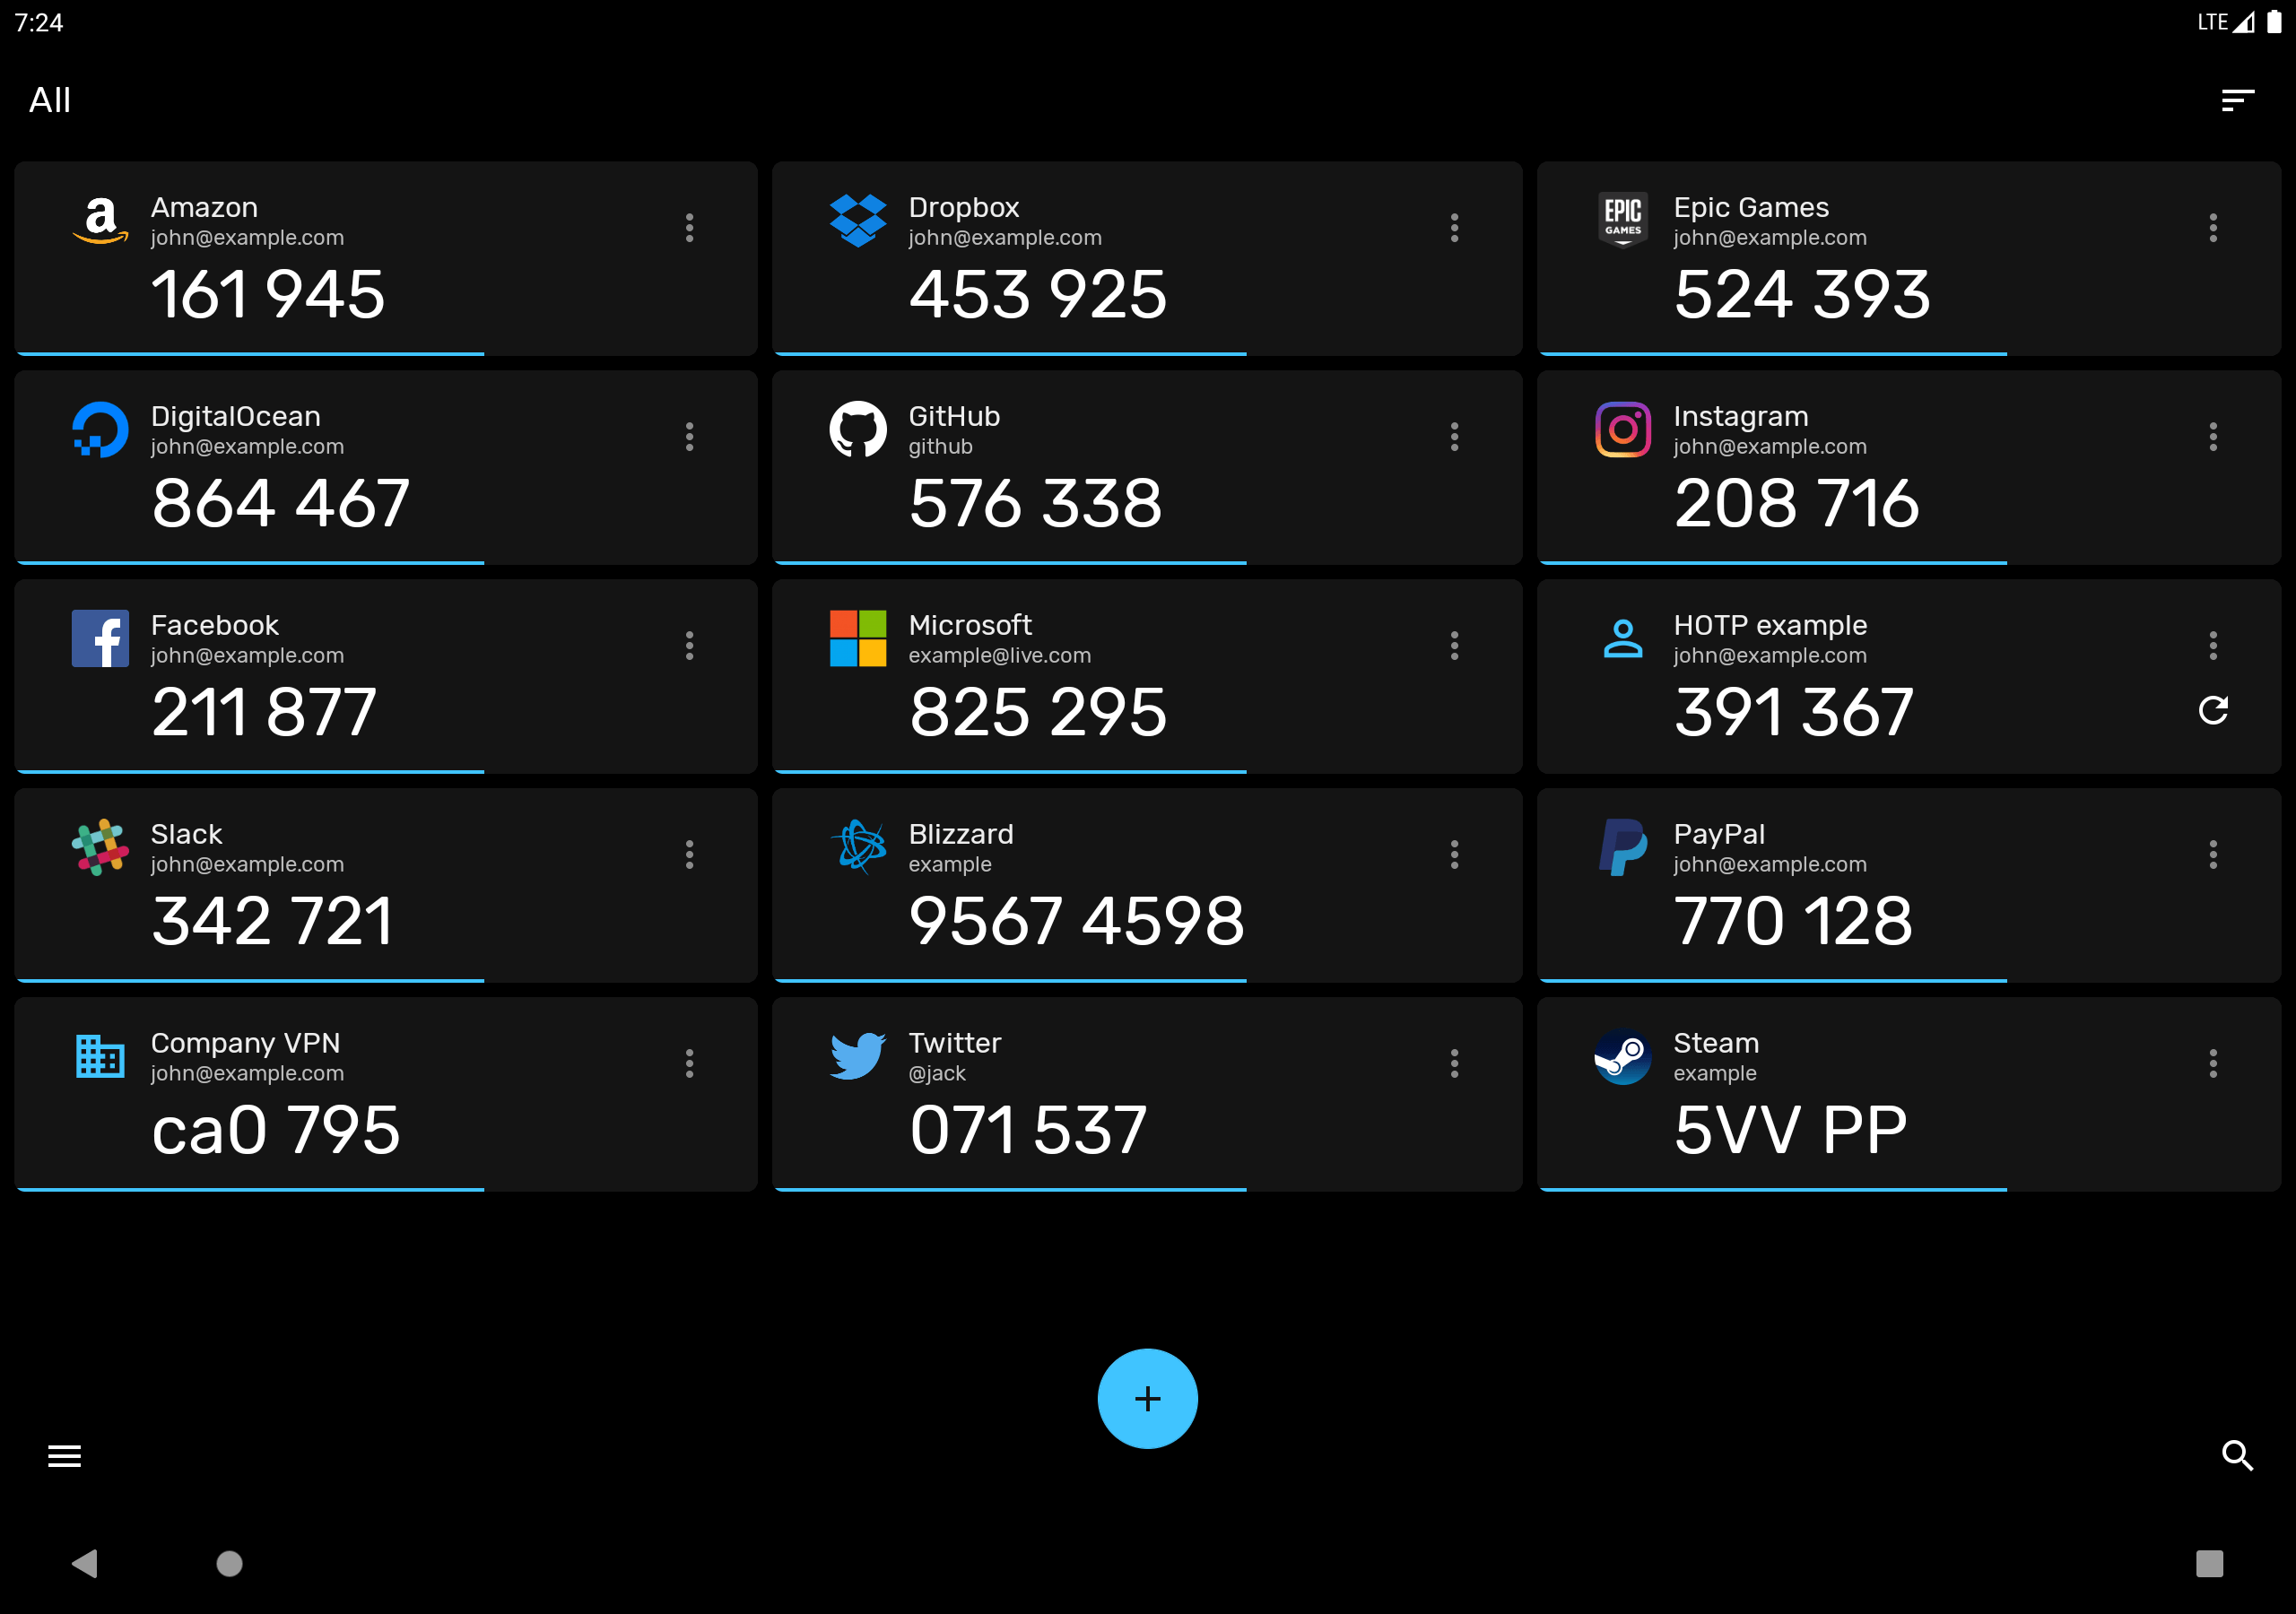 7:24
LTE
All
Amazon
john@example.com
161 945
Dropbox
john@example.com
453 925
EPIC
GAMES
Epic Games
john@example.com
524 393
DigitalOcean
john@example.com
864 467
GitHub
github
576 338
Instagram
john@example.com
208 716
Facebook
john@example.com
211 877
Microsoft
example@live.com
825 295
HOTP example
john@example.com
391 367
Slack
john@example.com
342 721
Blizzard
example
9567 4598
PayPal
john@example.com
770 128
Company VPN
john@example.com
ca0 795
Twitter
@jack
071 537
Steam
example
5VV PP